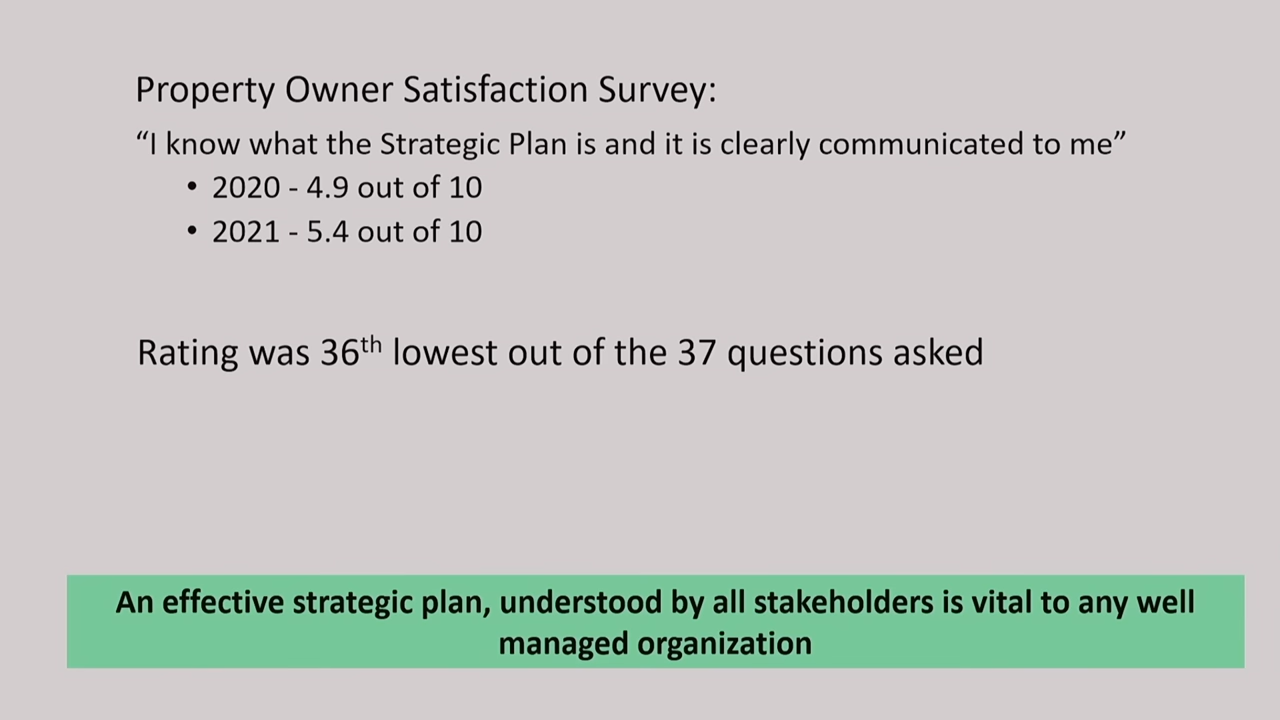 Property Owner Satisfaction Survey:
“I know what the Strategic Plan is and it is clearly communicated to me”
• 2020 - 4.9 out of 10
• 2021 - 5.4 out of 10
Rating was 36th lowest out of the 37 questions asked
An effective strategic plan, understood by all stakeholders is vital to any well
managed organization